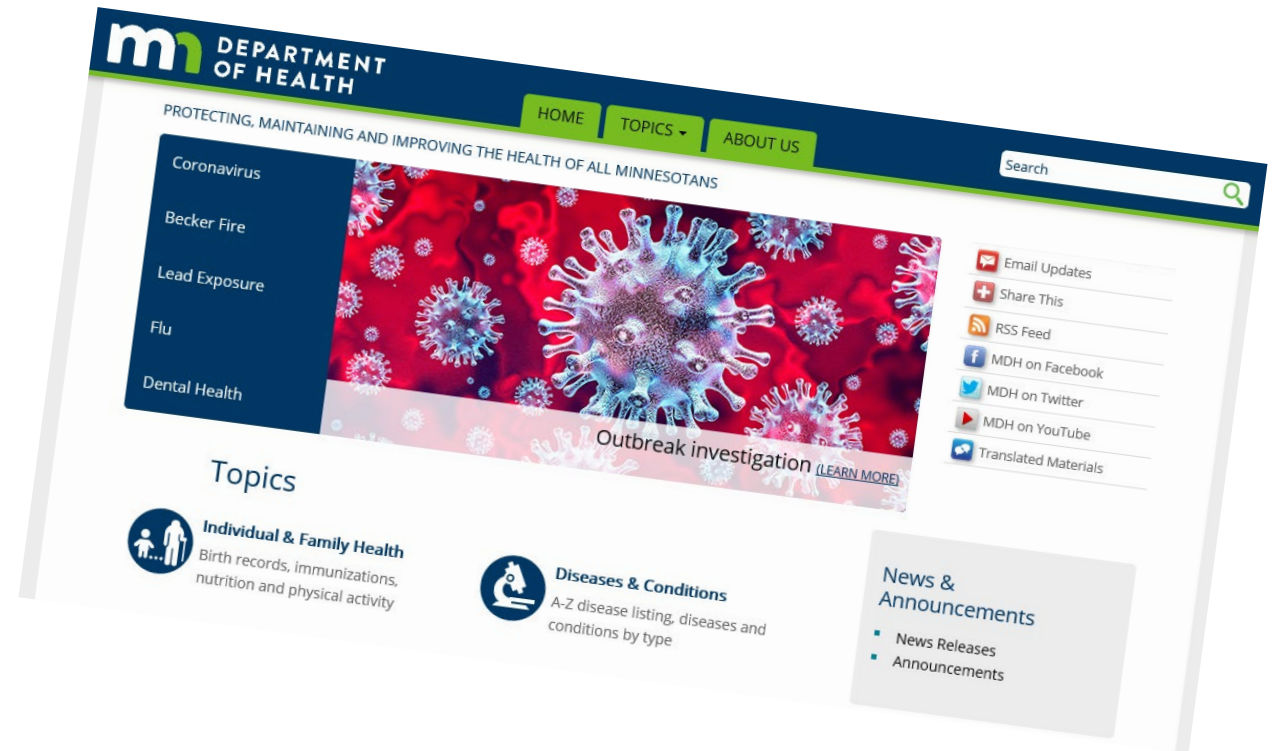 mn DEPARTMENT
OF HEALTH
HOME
TOPICS
ABOUT US
Search
PROTECTING, MAINTAINING AND IMPROVING THE HEALTH OF ALL MINNESOTANS
Coronavirus
Becker Fire
Lead Exposure
Flu
Dental Health
Outbreak investigation (LEARN MORE)
Email Updates
Share This
RSS Feed
MDH on Facebook
MDH on Twitter
MDH on YouTube
Translated Materials
Topics
Individual & Family Health
Birth records, immunizations,
nutrition and physical activity
Diseases & Conditions
A-Z disease listing, diseases and
conditions by type
News &
Announcements
News Releases
Announcements